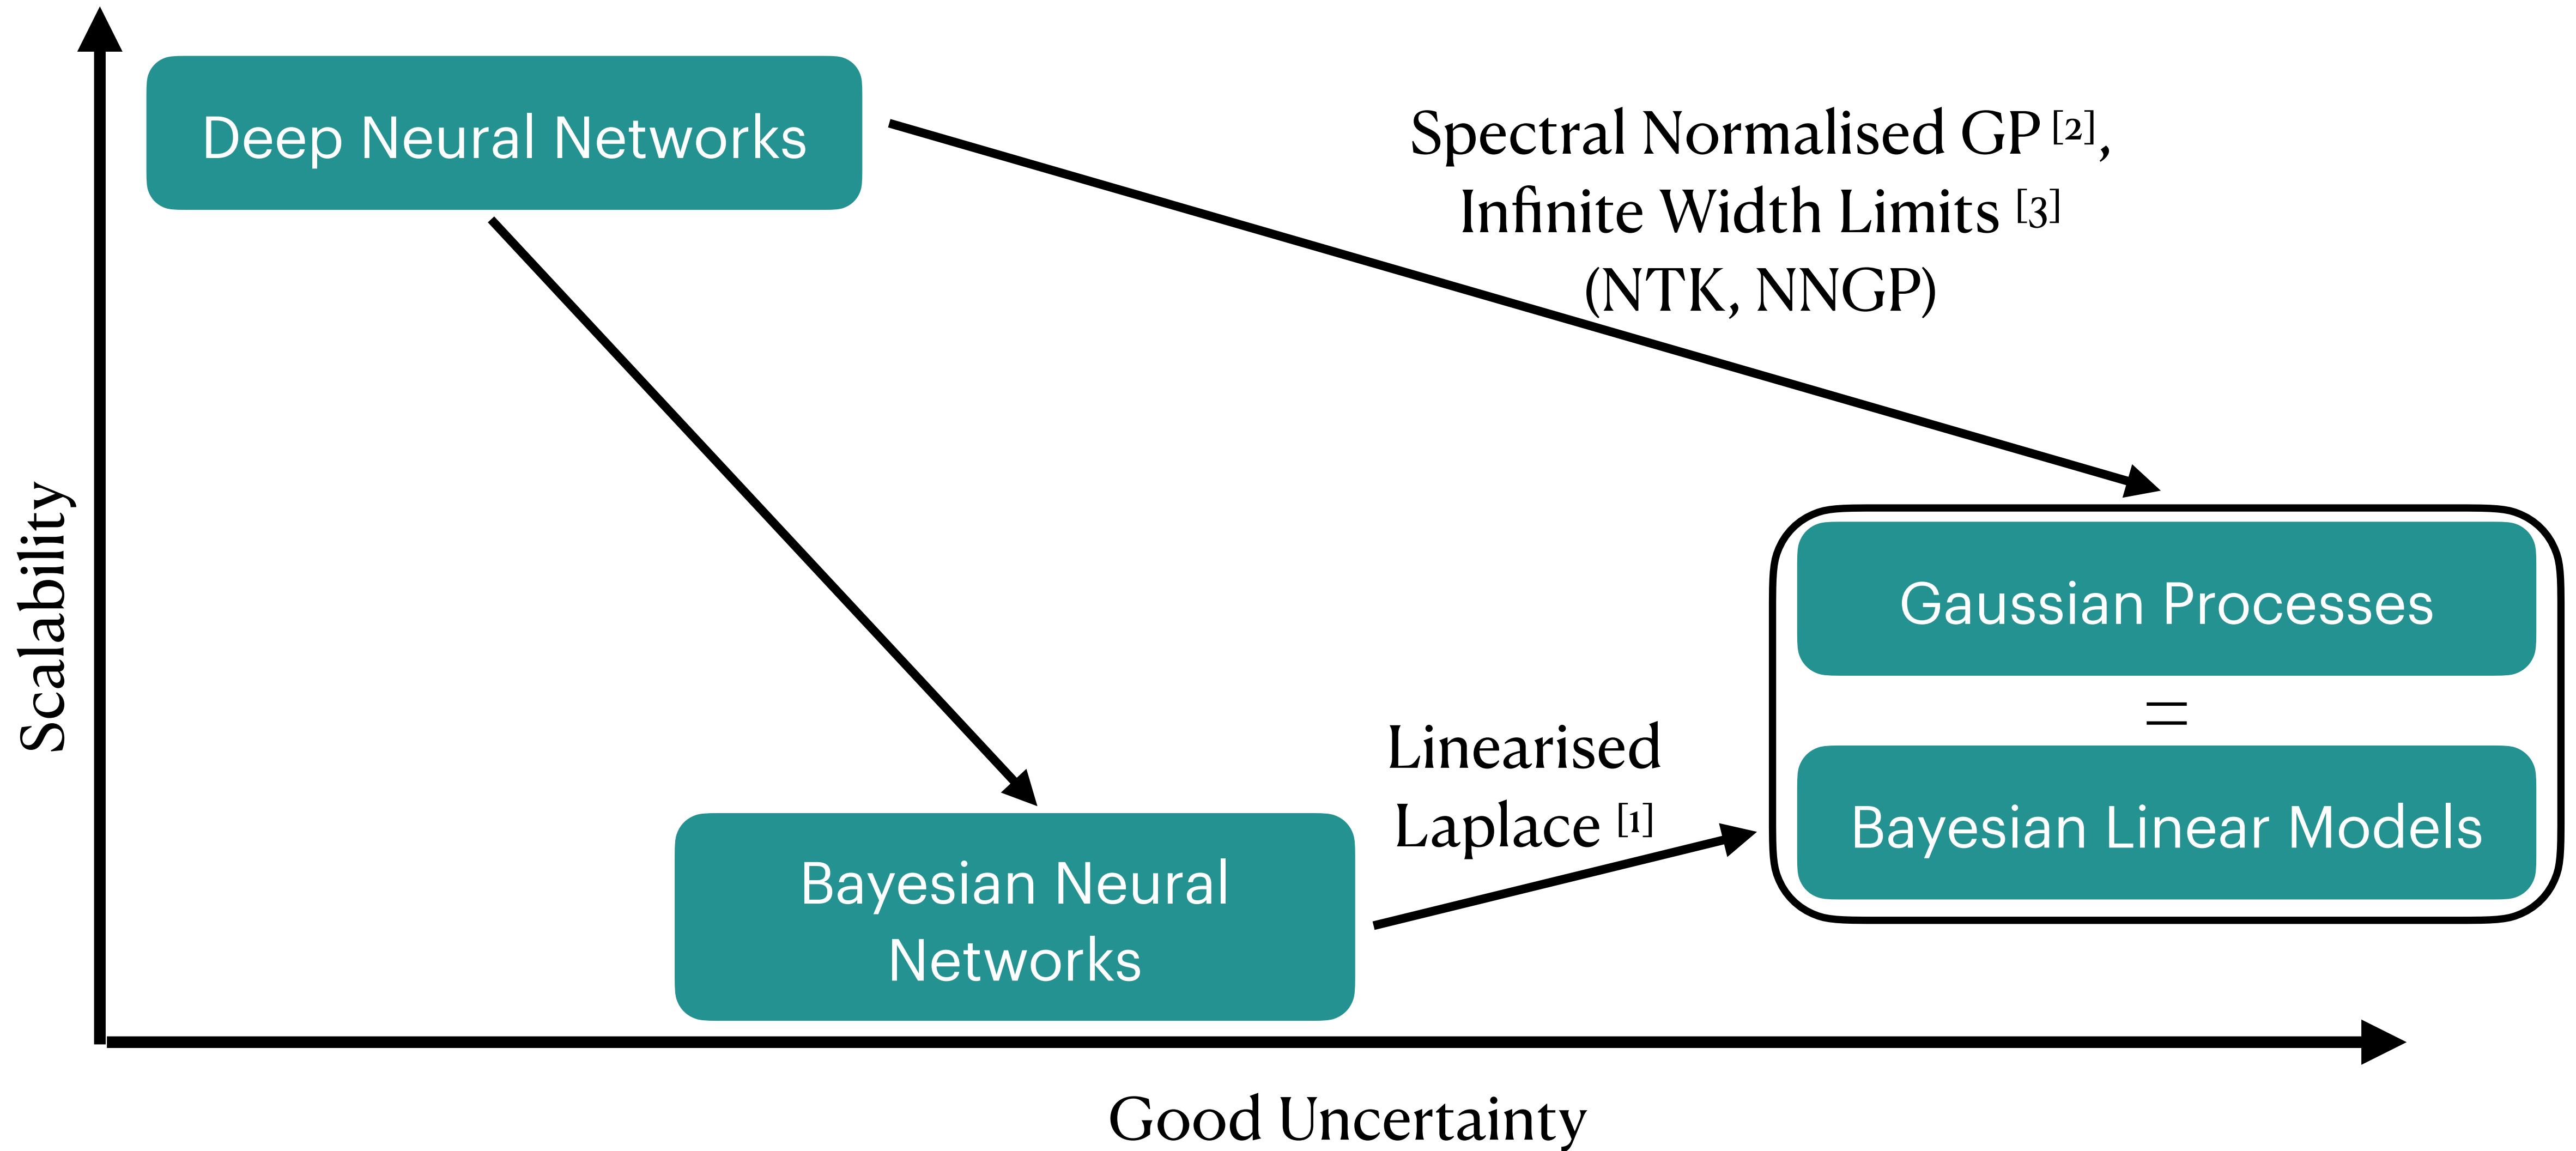 Deep Neural Networks
Spectral Normalised GP [2],
Infinite Width Limits [3]
(NTK, NNGP)
Scalability
Gaussian Processes
=
Bayesian Linear Models
Linearised
Laplace [1]
Bayesian Neural
Networks
Good Uncertainty